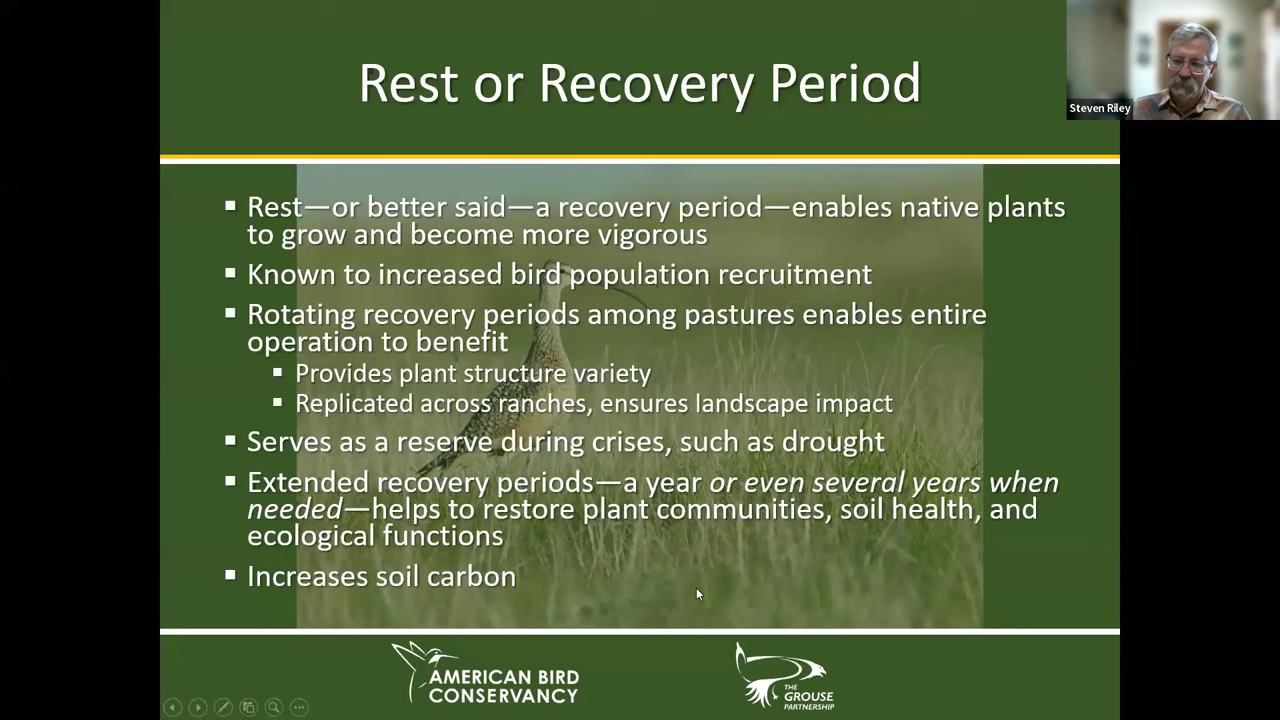 Rest or Recovery Period
Steven Riley
▪ Rest—or better said—a recovery period—enables native plants
to grow and become more vigorous
▪ Known to increased bird population recruitment
▪ Rotating recovery periods among pastures enables entire
operation to benefit
▪ Provides plant structure variety
▪ Replicated across ranches, ensures landscape impact
▪ Serves as a reserve during crises, such as drought
▪ Extended recovery periods—a year or even several years when
needed—helps to restore plant communities, soil health, and
ecological functions
▪ Increases soil carbon
AMERICAN BIRD
CONSERVANCY
THE
GROUSE
PARTNERSHIP